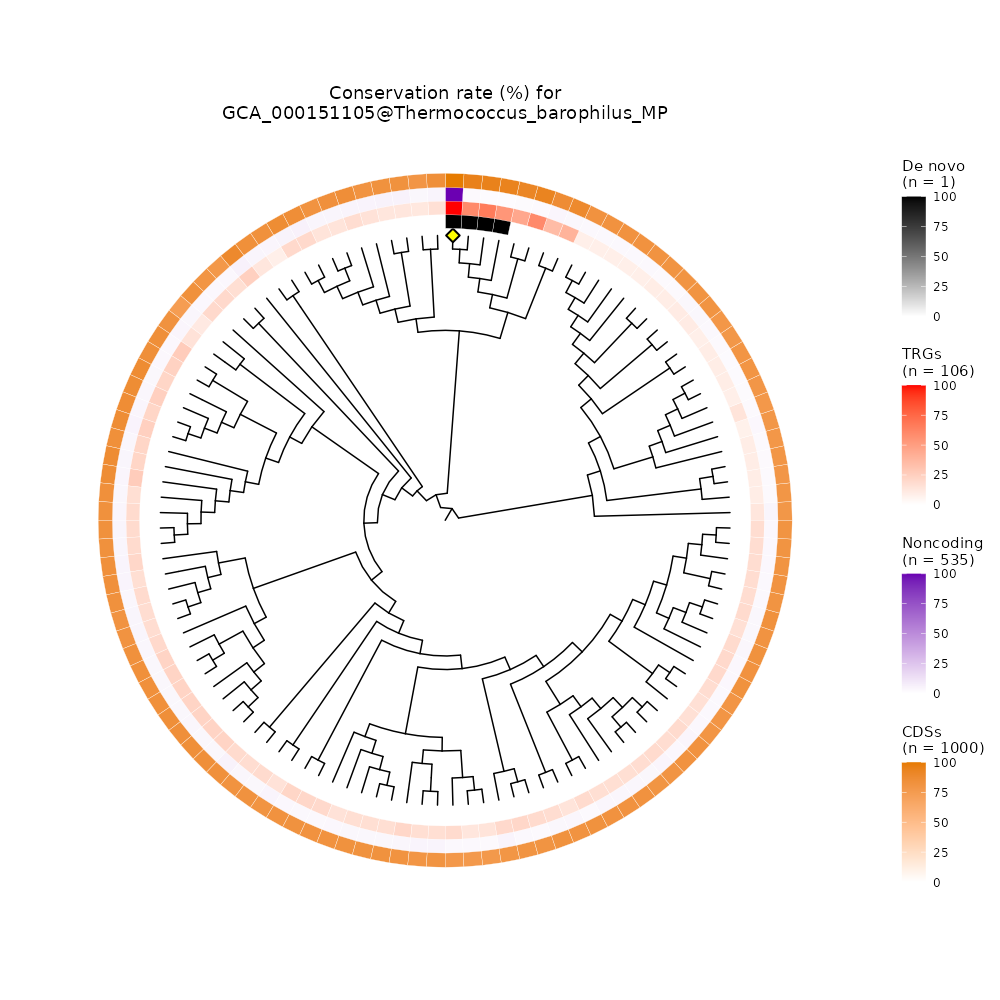 Conservation rate (%) for
GCA_000151105@Thermococcus_barophilus_MP
De novo
(n = 1)
100
75
50
25
0
TRGs
(n = 106)
100
75
50
25
0
Noncoding
(n = 535)
100
75
50
25
0
CDSs
(n = 1000)
100
75
50
25
0